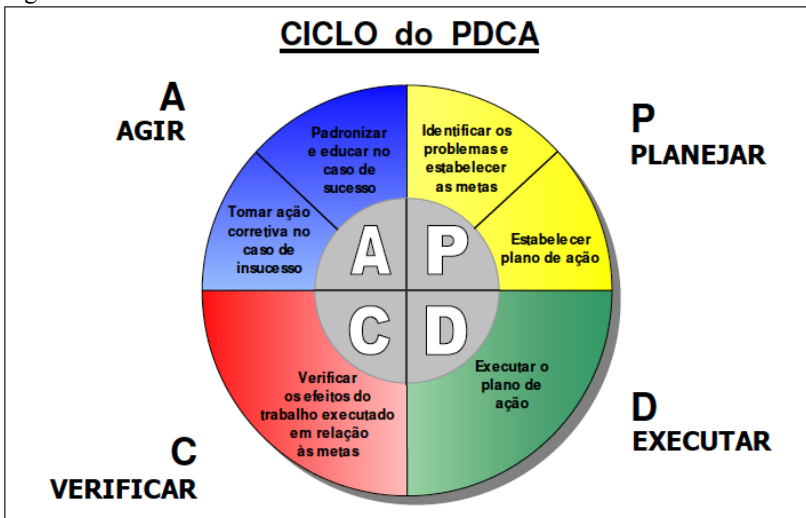 CICLO do PDCA
A
AGIR
Padronizar
e educar no
caso de
sucesso
Identificar os
problemas e
estabelecer
as metas
P
PLANEJAR
Tomar ação
corretiva no
caso de
insucesso
Estabelecer
plano de ação
A P
C D
Verificar
os efeitos do
trabalho executado
em relação
às metas
Executar o
plano de
ação
C
VERIFICAR
D
EXECUTAR